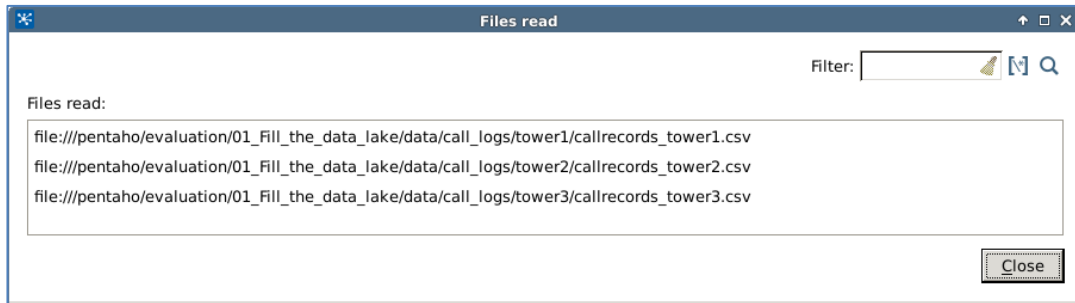 Files read
Filter:
Files read:
file:///pentaho/evaluation/01_Fill_the_data_lake/data/call_logs/tower1/callrecords_tower1.csv
file:///pentaho/evaluation/01_Fill_the_data_lake/data/call_logs/tower2/callrecords_tower2.csv
file:///pentaho/evaluation/01_Fill_the_data_lake/data/call_logs/tower3/callrecords_tower3.csv
Close